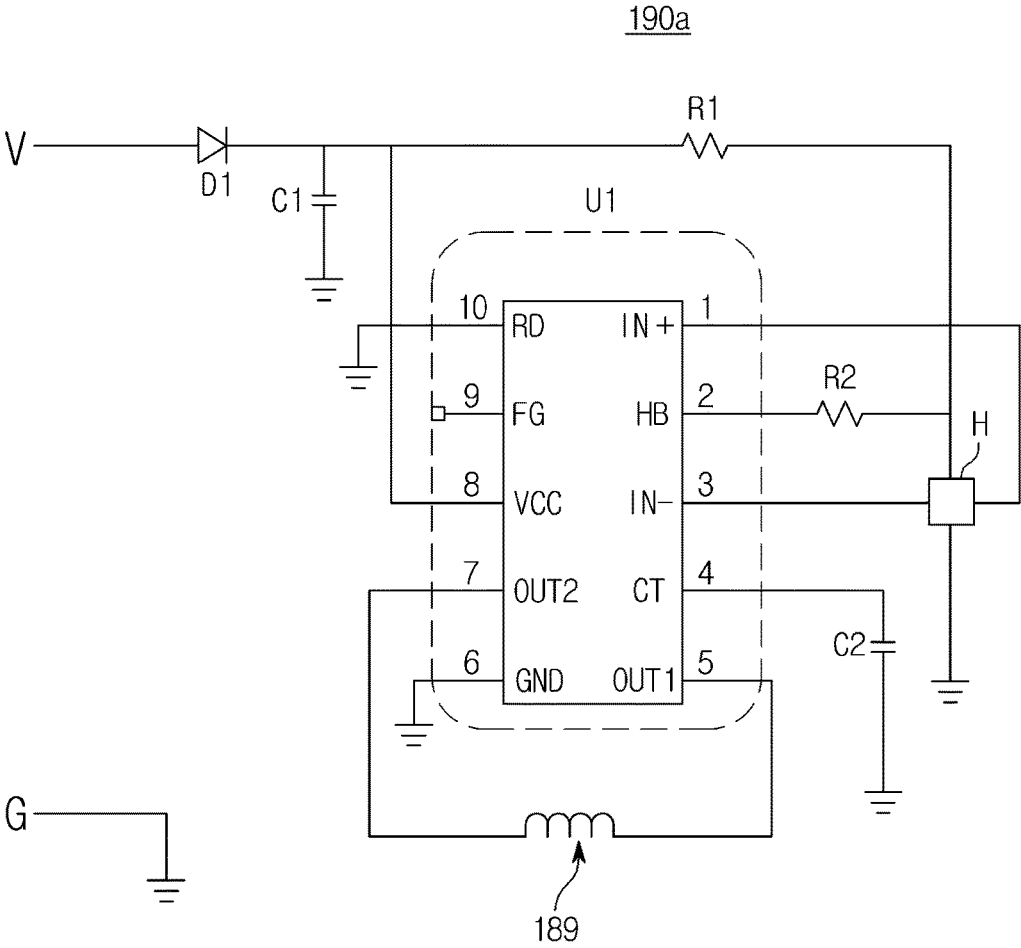 190a
V
D1
C1
R1
U1
10 RD IN+ 1
9 FG HB 2
R2
H
8 VCC IN- 3
7 OUT2 CT 4
C2
6 GND OUT1 5
G
189